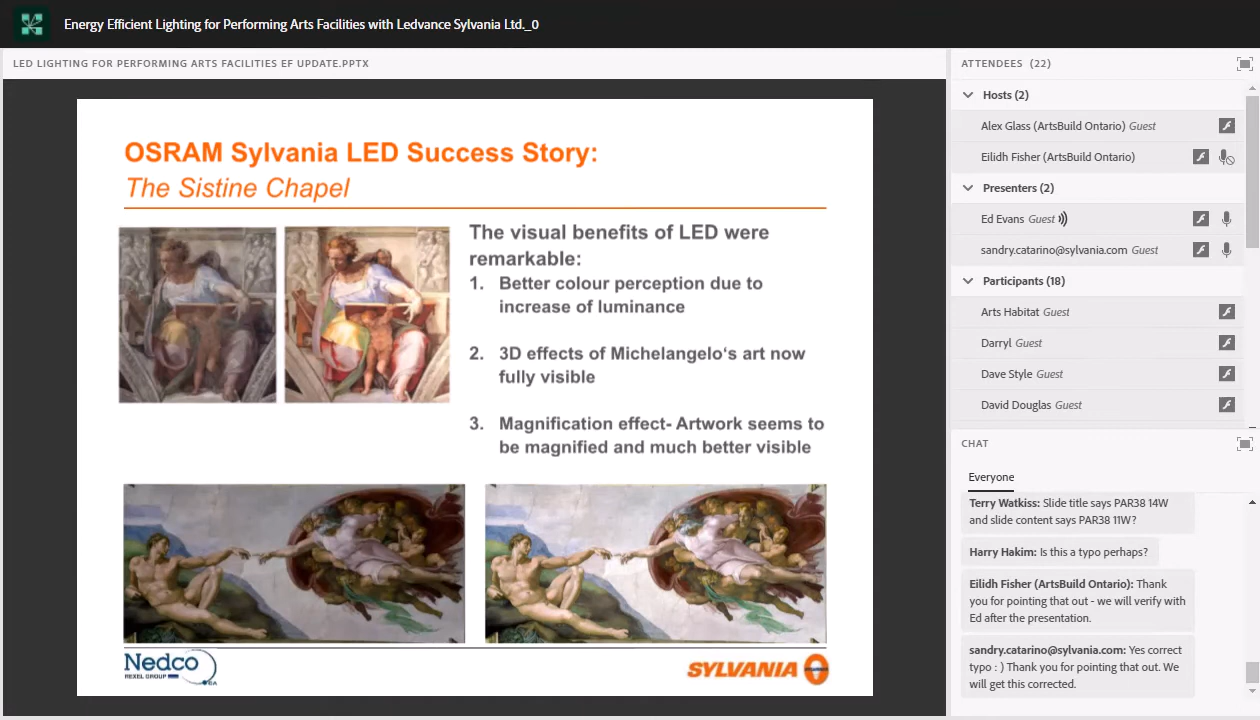 Energy Efficient Lighting for Performing Arts Facilities with Ledvance Sylvania Ltd._0
LED LIGHTING FOR PERFORMING ARTS FACILITIES EF UPDATE.PPTX
OSRAM Sylvania LED Success Story:
The Sistine Chapel
The visual benefits of LED were
remarkable:
1. Better colour perception due to
increase of luminance
2. 3D effects of Michelangelo's art now
fully visible
3. Magnification effect- Artwork seems to
be magnified and much better visible
Nedco
REXEL GROUP
SYLVANIA
ATTENDEES (22)
Hosts (2)
Alex Glass (ArtsBuild Ontario) Guest
Eilidh Fisher (ArtsBuild Ontario)
Presenters (2)
Ed Evans Guest
sandry.catarino@sylvania.com Guest
Participants (18)
Arts Habitat Guest
Darryl Guest
Dave Style Guest
David Douglas Guest
CHAT
Everyone
Terry Watkiss: Slide title says PAR38 14W
and slide content says PAR38 11W?
Harry Hakim: Is this a typo perhaps?
Eilidh Fisher (ArtsBuild Ontario): Thank
you for pointing that out - we will verify with
Ed after the presentation.
sandry.catarino@sylvania.com: Yes correct
typo : ) Thank you for pointing that out. We
will get this corrected.